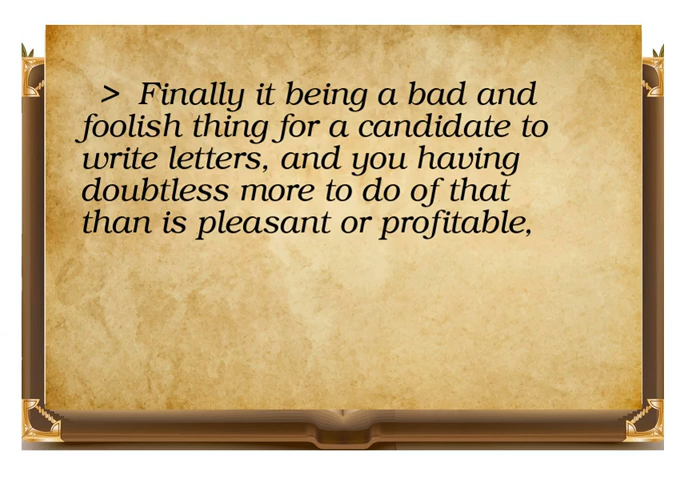 > Finally it being a bad and
foolish thing for a candidate to
write letters, and you having
doubtless more to do of that
than is pleasant or profitable,